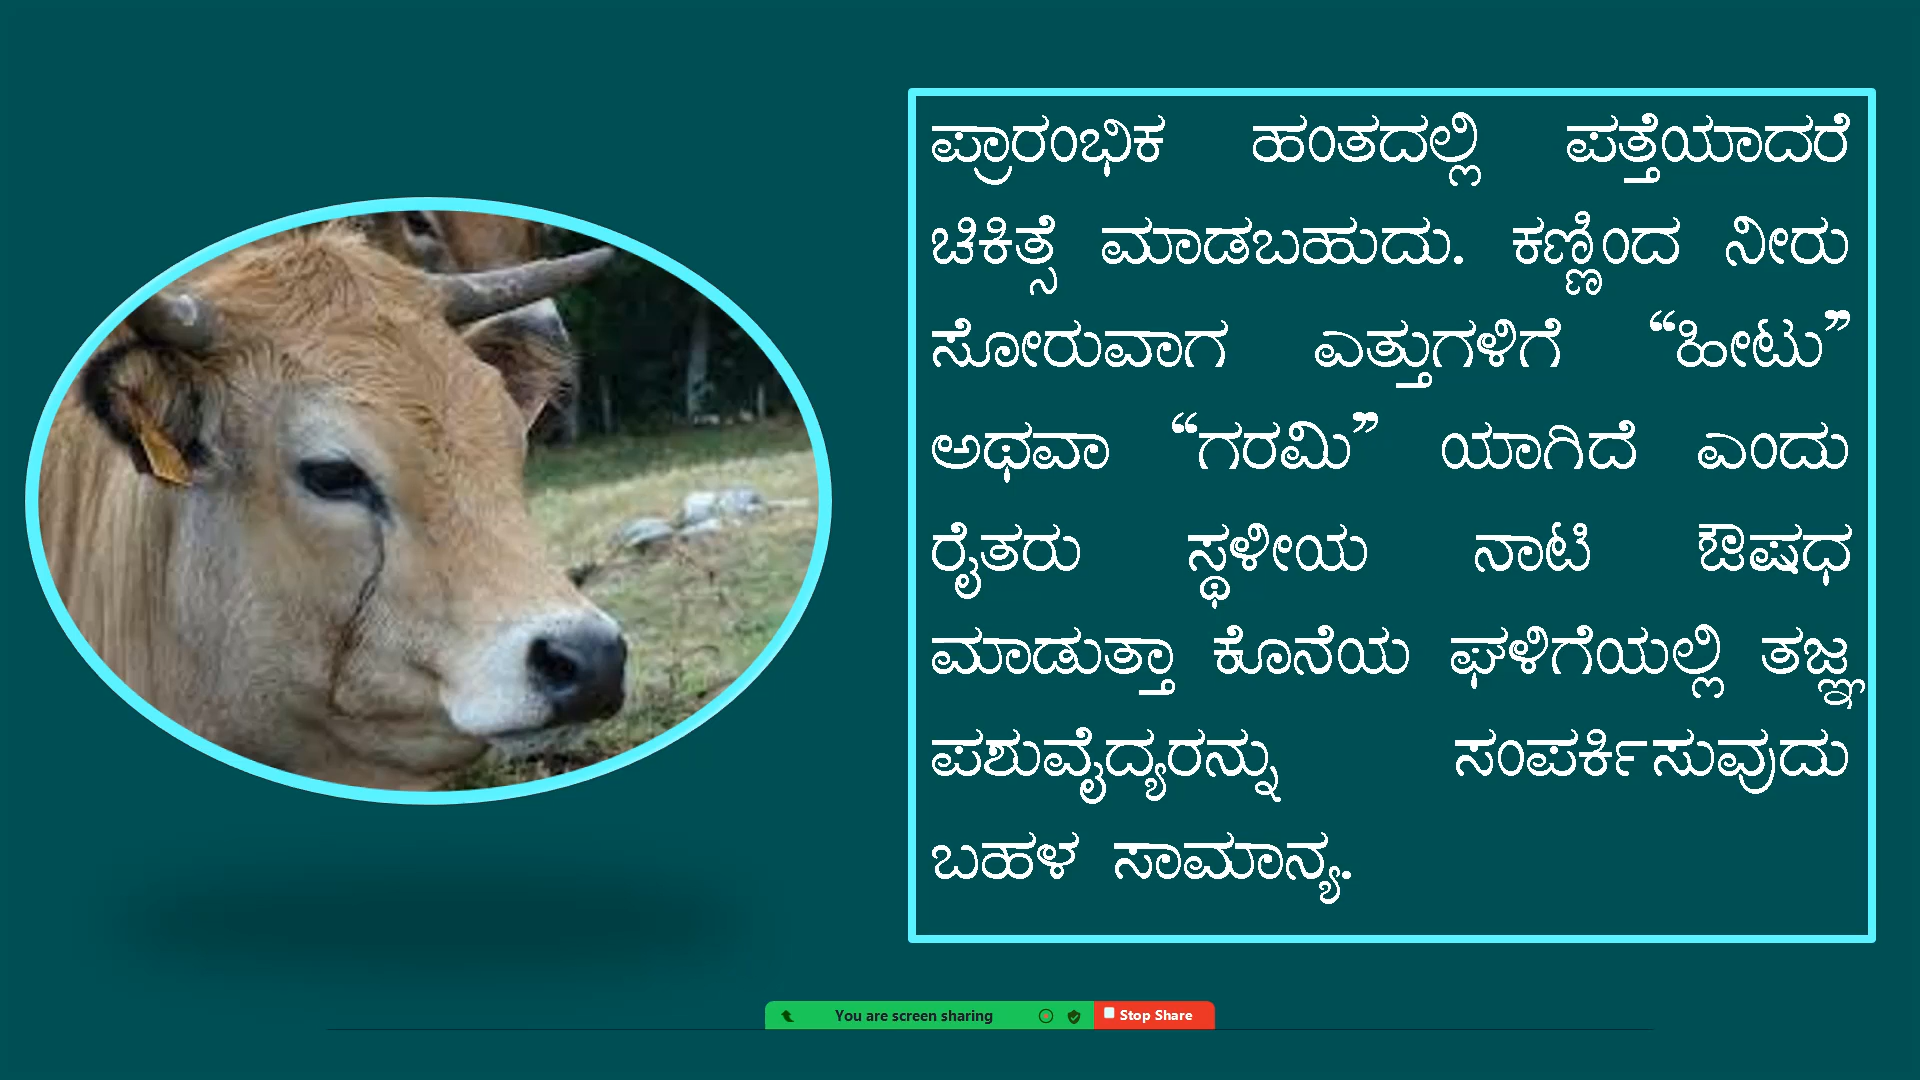 ಪ್ರಾರಂಭಿಕ ಹಂತದಲ್ಲಿ ಪತ್ತೆಯಾದರೆ
ಚಿಕಿತ್ಸೆ ಮಾಡಬಹುದು. ಕಣ್ಣಿಂದ ನೀರು
ಸೋರುವಾಗ ಎತ್ತುಗಳಿಗೆ “ಹೀಟು”
ಅಥವಾ “ಗರಮಿ” ಯಾಗಿದೆ ಎಂದು
ರೈತರು ಸ್ಥಳೀಯ ನಾಟಿ ಔಷಧ
ಮಾಡುತ್ತಾ ಕೊನೆಯ ಘಳಿಗೆಯಲ್ಲಿ ತಜ್ಞ
ಪಶುವೈದ್ಯರನ್ನು ಸಂಪರ್ಕಿಸುವುದು
ಬಹಳ ಸಾಮಾನ್ಯ.
You are screen sharing Stop Share